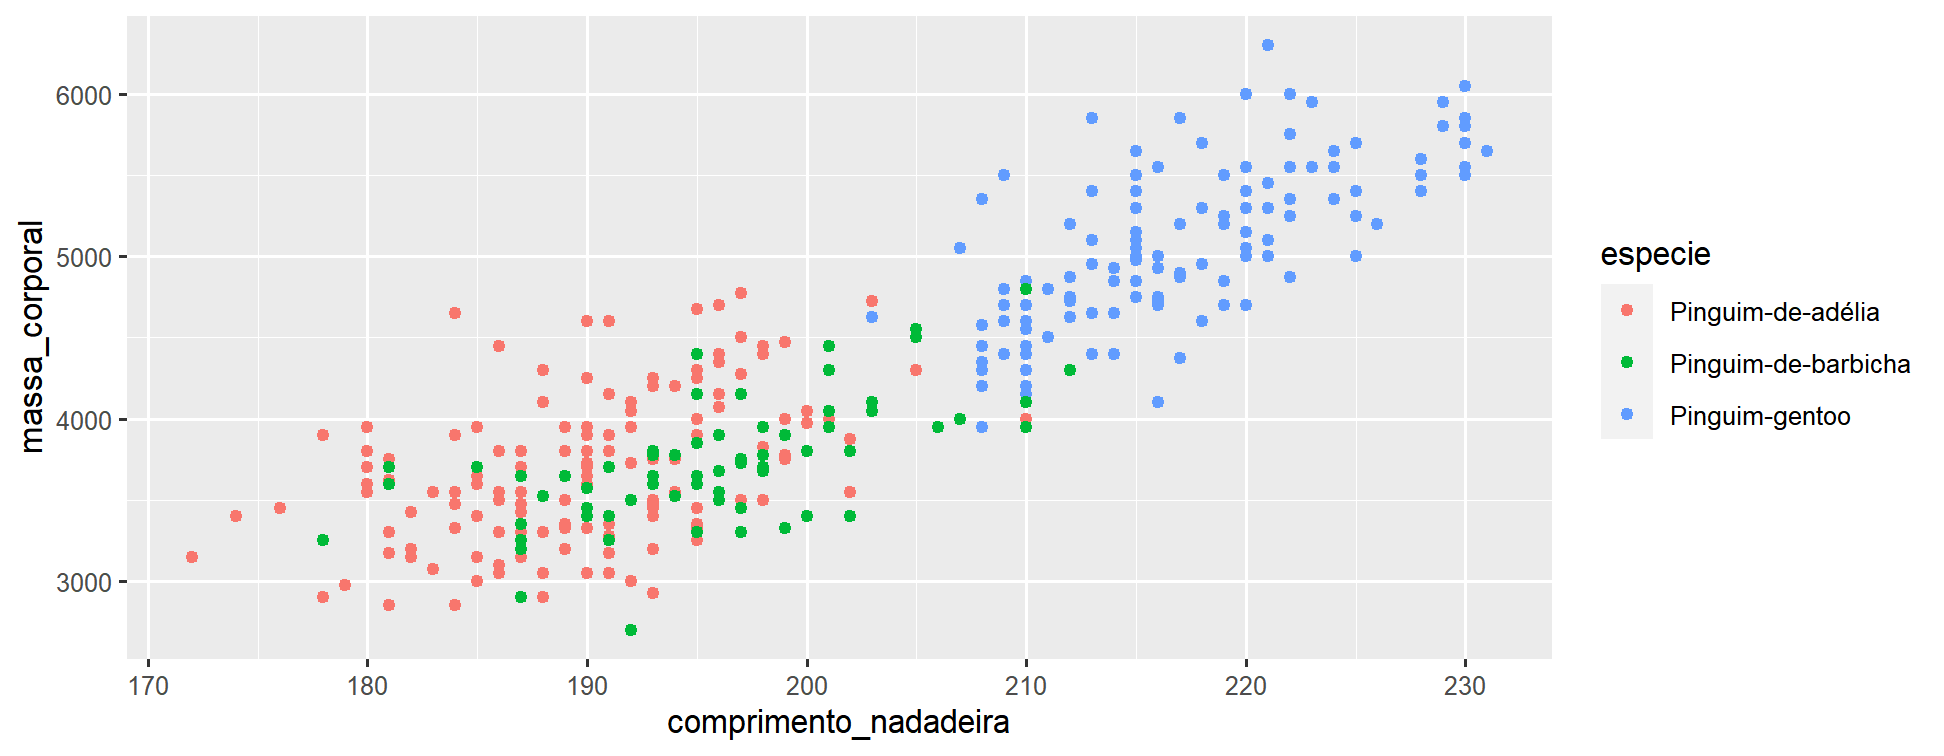 6000
5000
4000
3000
massa_corporal
170 180 190 200 210 220 230
comprimento_nadadeira
especie
Pinguim-de-adélia
Pinguim-de-barbicha
Pinguim-gentoo